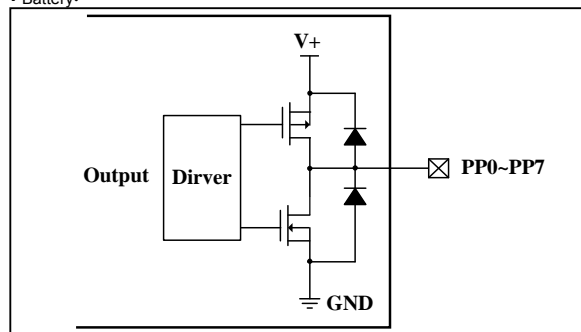 • Battery•
V+
Output Dirver PP0~PP7
GND